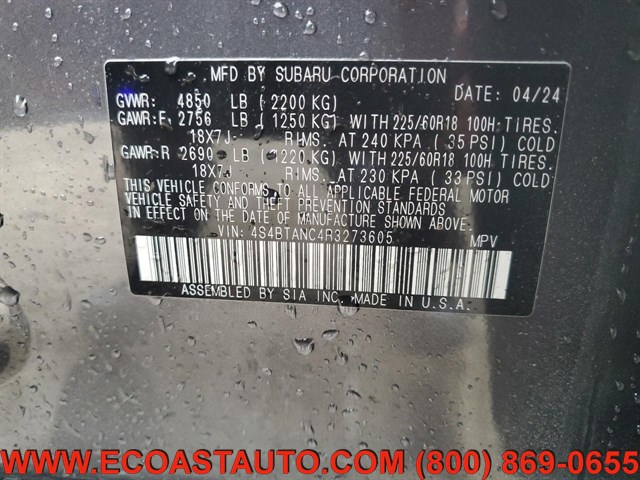 MFD BY SUBARU CORPORATION
DATE: 04/24
GVWR: 4850 LB (2200 KG)
GAWR:F 2756 LB (1250 KG) WITH 225/60R18 100H TIRES.
18X7J RIMS. AT 240 KPA (35 PSI) COLD
GAWR:R 2690 LB (1220 KG) WITH 225/60R18 100H TIRES.
18X7J RIMS. AT 230 KPA (33 PSI) COLD
THIS VEHICLE CONFORMS TO ALL APPLICABLE FEDERAL MOTOR
VEHICLE SAFETY, BUMPER, AND THEFT PREVENTION STANDARDS
IN EFFECT ON THE DATE OF MANUFACTURE SHOWN ABOVE.
VIN: 4S4BTANC4R3273605 MPV
ASSEMBLED BY SIA INC. MADE IN U.S.A.
WWW.ECOASTAUTO.COM (800) 869-0655